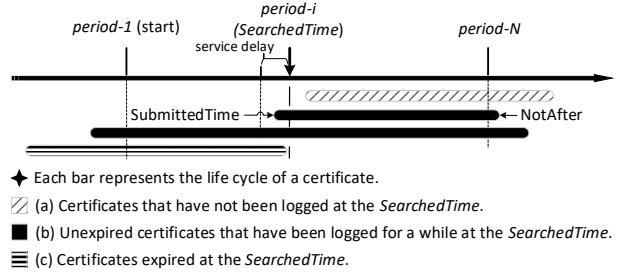 period-i
period-1 (start) (SearchedTime) period-N
service delay
SubmittedTime NotAfter
Each bar represents the life cycle of a certificate.
(a) Certificates that have not been logged at the SearchedTime.
(b) Unexpired certificates that have been logged for a while at the SearchedTime.
(c) Certificates expired at the SearchedTime.